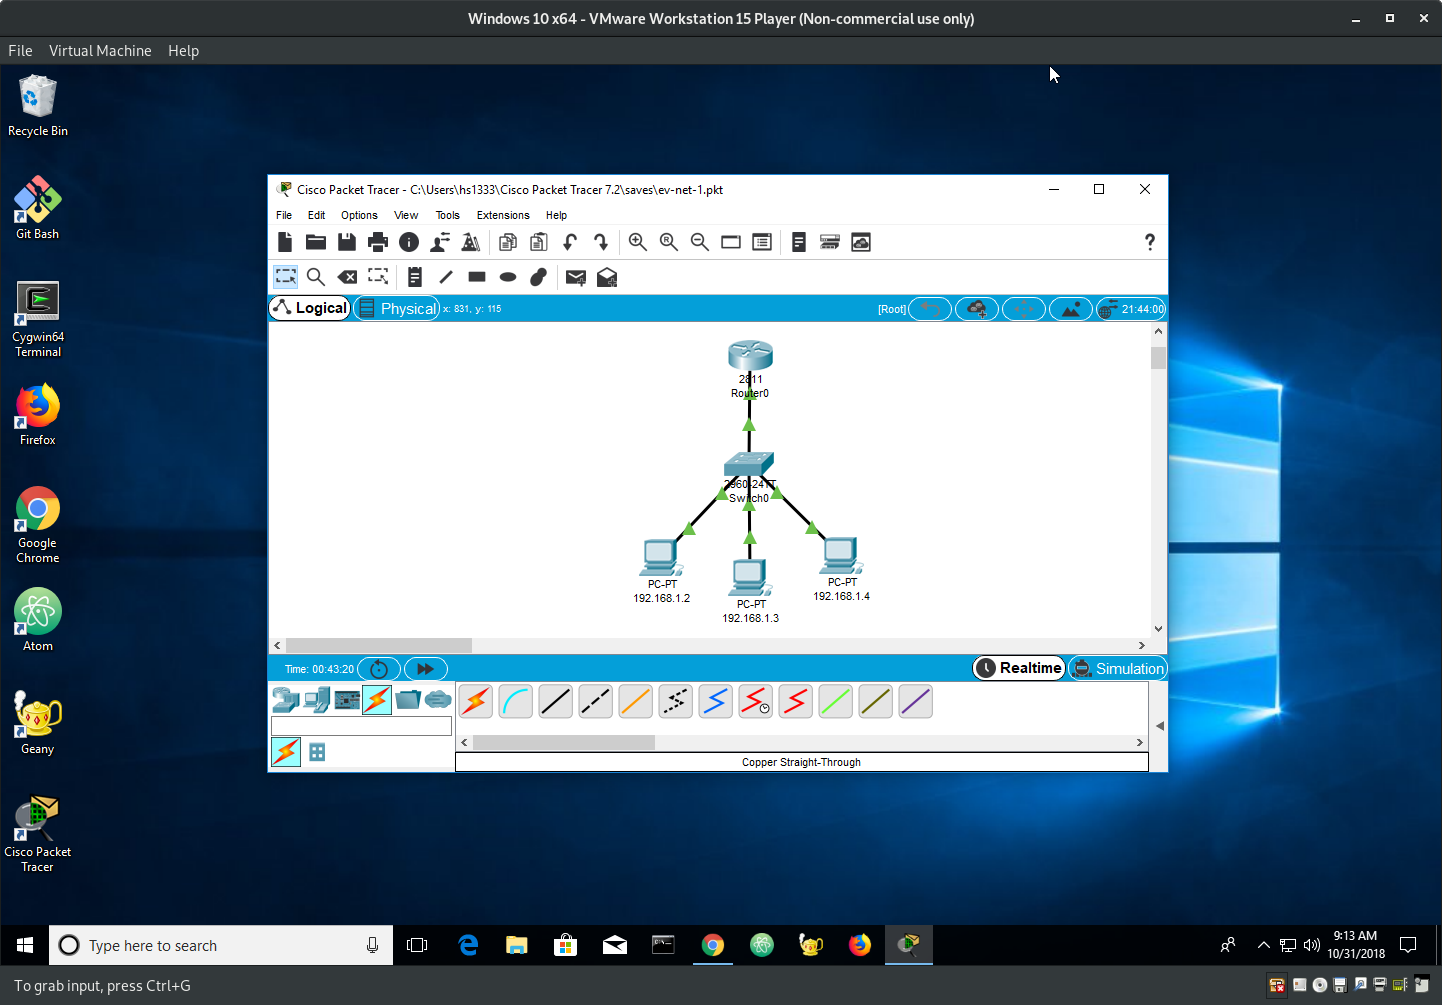 Windows 10 x64 - VMware Workstation 15 Player (Non-commercial use only)
File Virtual Machine Help
Recycle Bin
Git Bash
Cygwin64
Terminal
Firefox
Google
Chrome
Atom
Geany
Cisco Packet
Tracer
Cisco Packet Tracer - C:\Users\hs1333\Cisco Packet Tracer 7.2\saves\ev-net-1.pkt
File Edit Options View Tools Extensions Help
Logical Physical x: 831, y: 115 [Root] 21:44:00
2811
Router0
2960-24TT
Switch0
PC-PT
192.168.1.2
PC-PT
192.168.1.3
PC-PT
192.168.1.4
Time: 00:43:20 Realtime Simulation
Copper Straight-Through
Type here to search
9:13 AM
10/31/2018
To grab input, press Ctrl+G